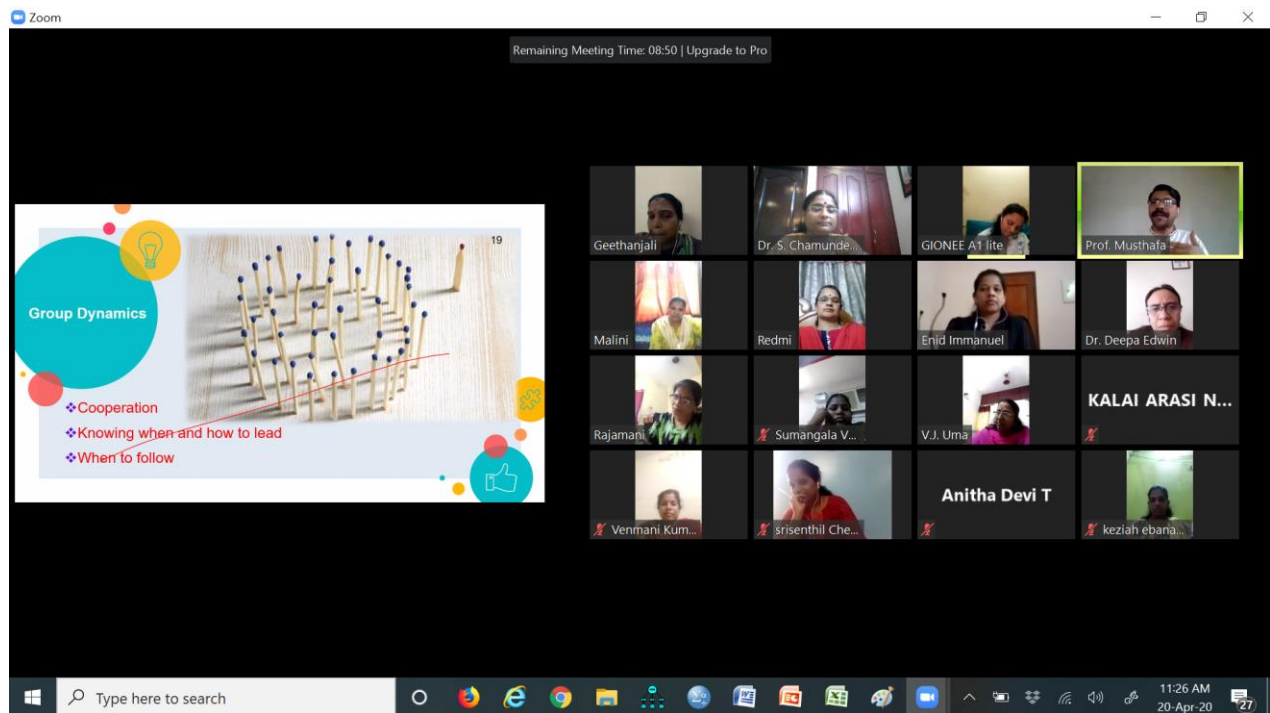 Zoom
Remaining Meeting Time: 08:50 | Upgrade to Pro
19
Group Dynamics
❖Cooperation
❖Knowing when and how to lead
❖When to follow
Geethanjali
Dr. S. Chamunde...
GIONEE A1 lite
Prof. Musthafa
Malini
Redmi
Enid Immanuel
Dr. Deepa Edwin
Rajamani
Sumangala V...
V.J. Uma
KALAI ARASI N...
Venmani Kum...
srisenthil Che...
Anitha Devi T
keziah ebana...
Type here to search
11:26 AM
20-Apr-20
27